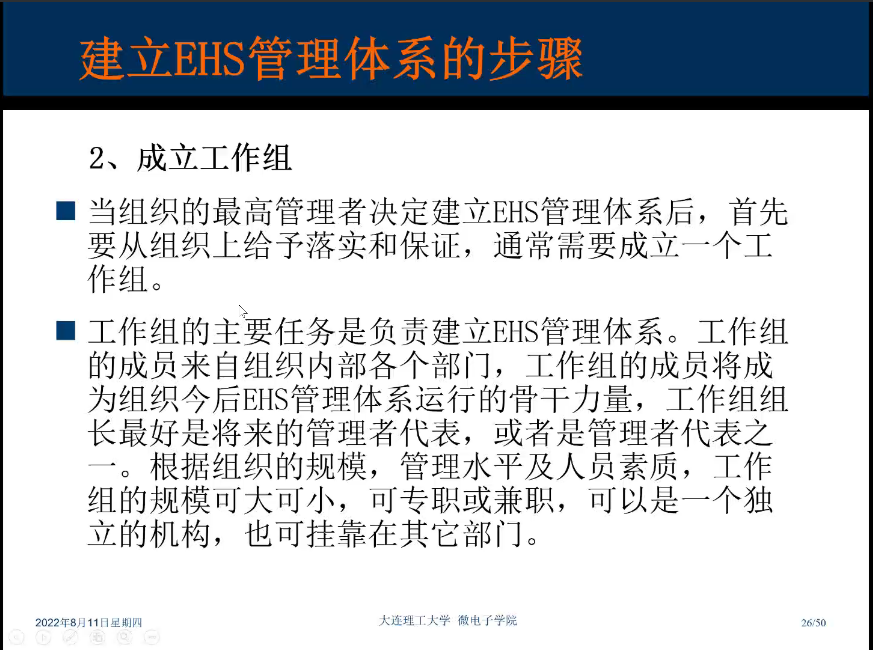 建立EHS管理体系的步骤
2、成立工作组
当组织的最高管理者决定建立EHS管理体系后，首先
要从组织上给予落实和保证，通常需要成立一个工
作组。
工作组的主要任务是负责建立EHS管理体系。工作组
的成员来自组织内部各个部门，工作组的成员将成
为组织今后EHS管理体系运行的骨干力量，工作组组
长最好是将来的管理者代表，或者是管理者代表之
一。根据组织的规模，管理水平及人员素质，工作
组的规模可大可小，可专职或兼职，可以是一个独
立的机构，也可挂靠在其它部门。
2022年8月11日星期四
大连理工大学 微电子学院
26/50